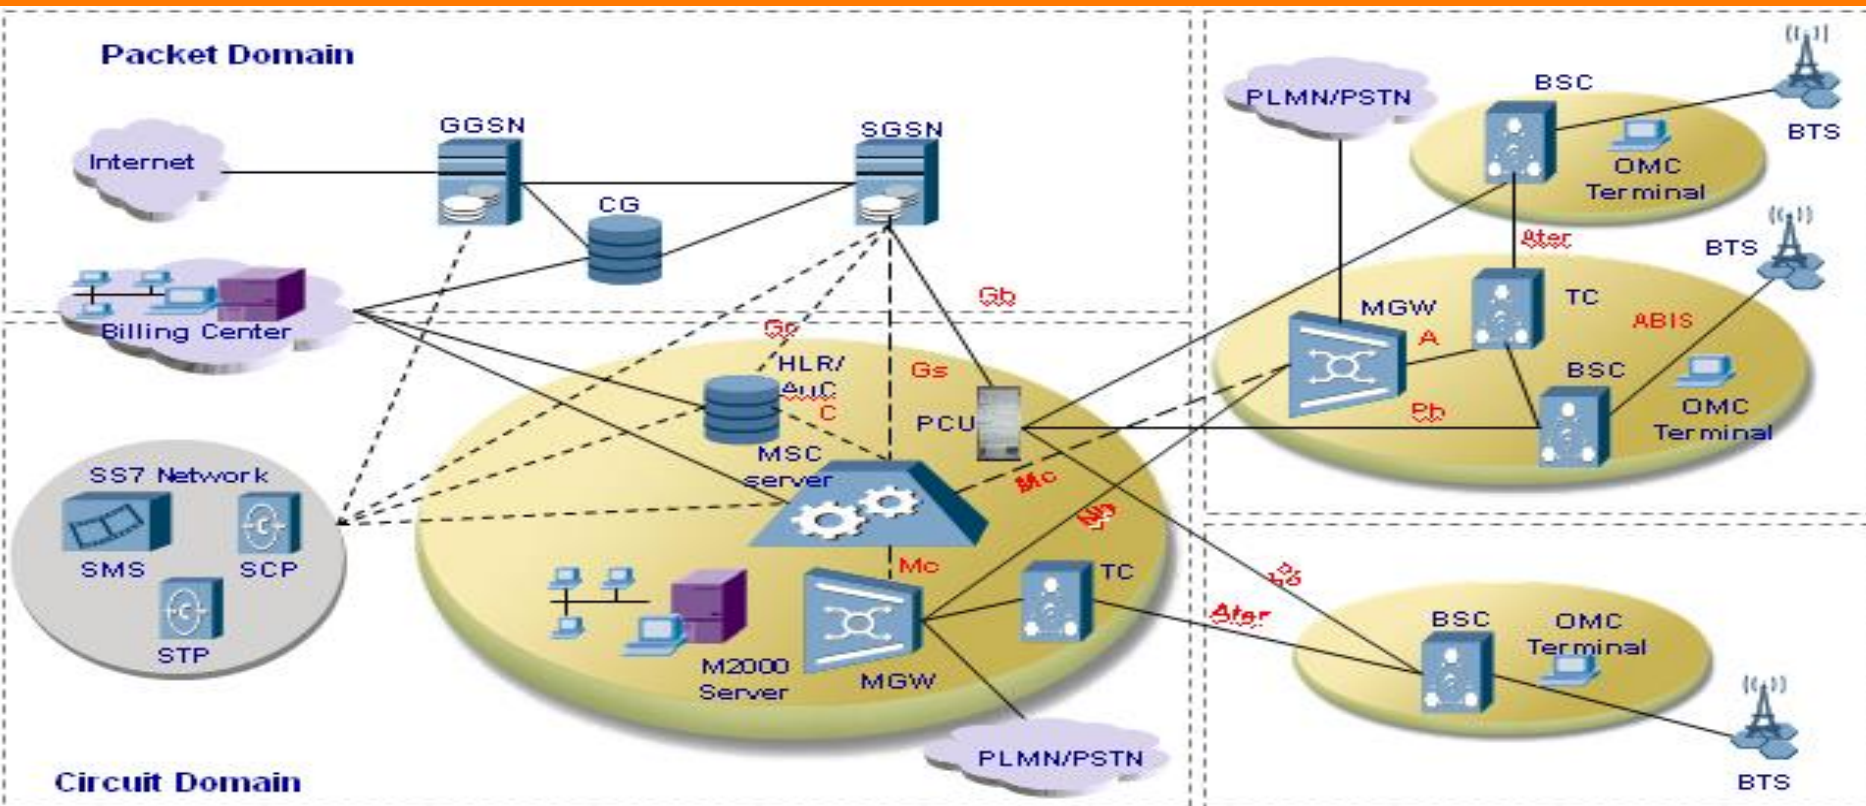 Packet Domain
BSC
BTS
PLMN/PSTN
GGSN
SGSN
Internet
OMC
Terminal
CG
Ater
BTS
TC
Gb
MGW
ABIS
Billing Center
A
HLR/
AuC
Gs
BSC
C
PCU
Pb
OMC
Terminal
MSC
server
SS7 Network
Mc
Nb
SMS
SCP
Mc
TC
Ater
BSC
OMC
Terminal
STP
M2000
Server
MGW
PLMN/PSTN
Circuit Domain
BTS